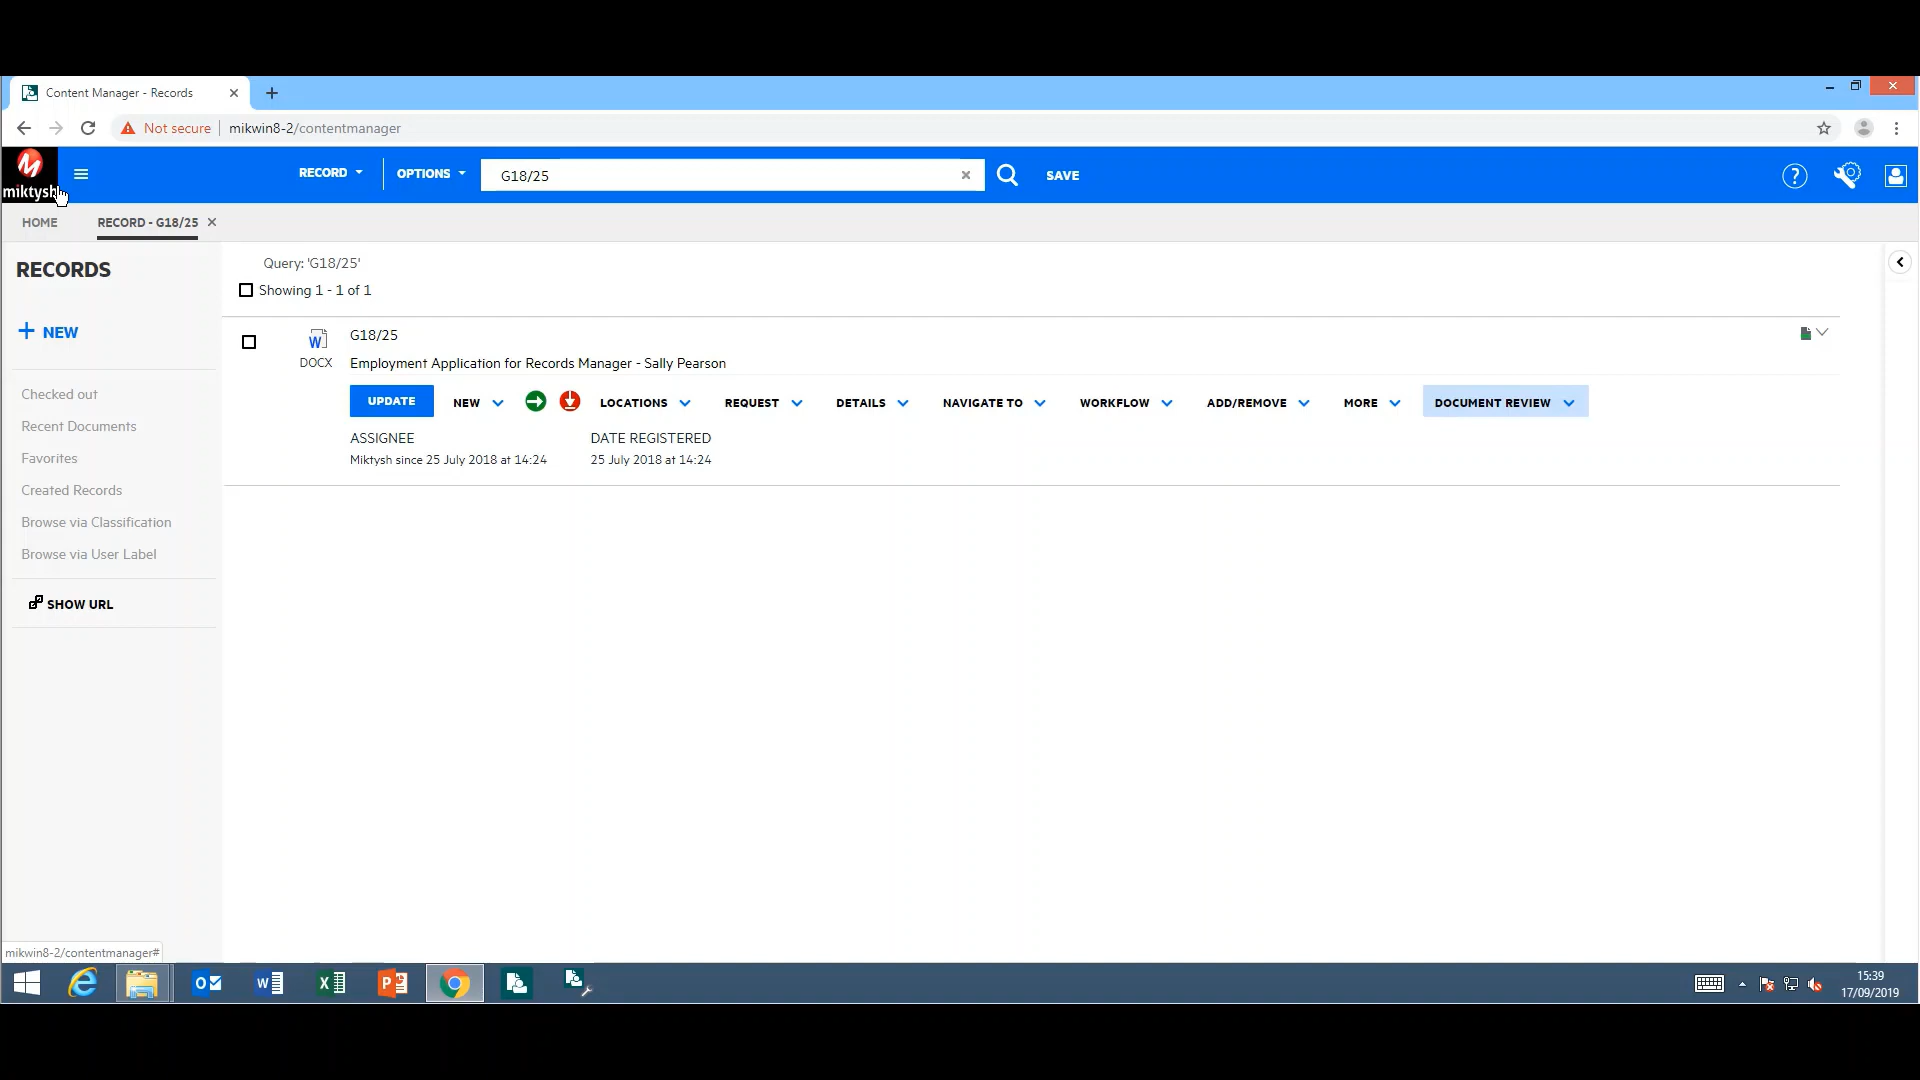 Content Manager - Records
Not secure
mikwin8-2/contentmanager
miktysh
RECORD
OPTIONS
G18/25
SAVE
HOME
RECORD - G18/25
RECORDS
Query: 'G18/25'
Showing 1 - 1 of 1
NEW
G18/25
DOCX
Employment Application for Records Manager - Sally Pearson
UPDATE
NEW
LOCATIONS
REQUEST
DETAILS
NAVIGATE TO
WORKFLOW
ADD/REMOVE
MORE
DOCUMENT REVIEW
ASSIGNEE
DATE REGISTERED
Miktysh since 25 July 2018 at 14:24
25 July 2018 at 14:24
Checked out
Recent Documents
Favorites
Created Records
Browse via Classification
Browse via User Label
SHOW URL
mikwin8-2/contentmanager#
15:39
17/09/2019